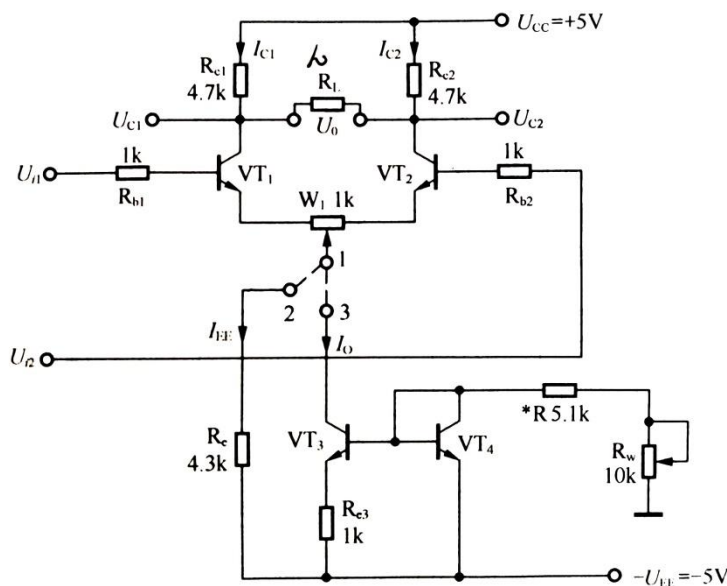 U_CC=+5V
I_C1
I_C2
R_c1
4.7k
R_L
R_c2
4.7k
U_C1
U_0
U_C2
1k
VT_1
VT_2
1k
U_i1
R_b1
W_1 1k
R_b2
1
2
3
I_EE
I_O
U_i2
*R 5.1k
R_e
4.3k
VT_3
VT_4
R_w
10k
R_e3
1k
-U_EE=-5V